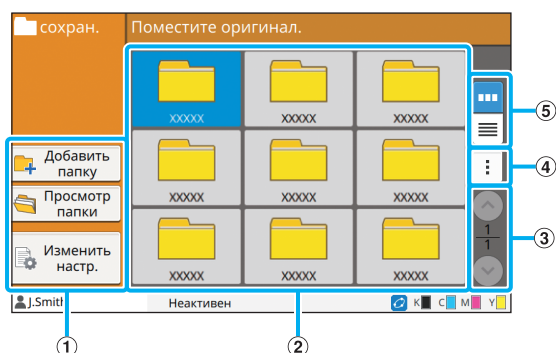 сохран.
Поместите оригинал.
xxxxx xxxxx xxxxx
Добавить
папку
Просмотр
папки
Изменить
настр.
xxxxx xxxxx xxxxx
xxxxx xxxxx xxxxx
1
1
J.Smith
Неактивен
K C M Y
1
2
3
4
5